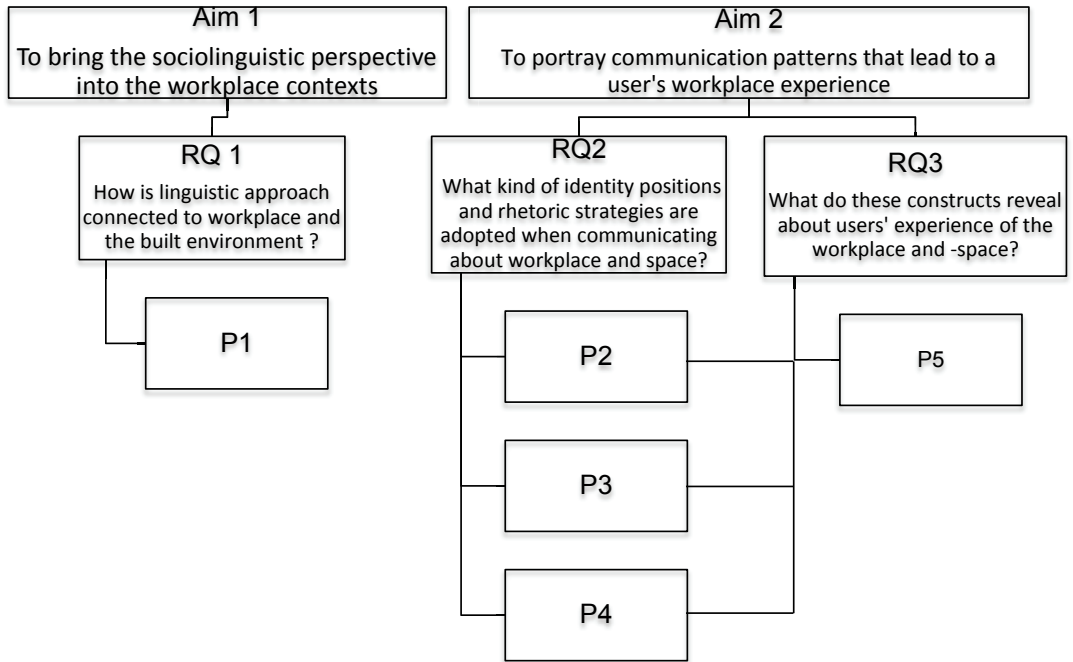 Aim 1
To bring the sociolinguistic perspective
into the workplace contexts
Aim 2
To portray communication patterns that lead to a
user's workplace experience
RQ 1
How is linguistic approach
connected to workplace and
the built environment ?
RQ2
What kind of identity positions
and rhetoric strategies are
adopted when communicating
about workplace and space?
RQ3
What do these constructs reveal
about users' experience of the
workplace and -space?
P1
P2
P3
P4
P5